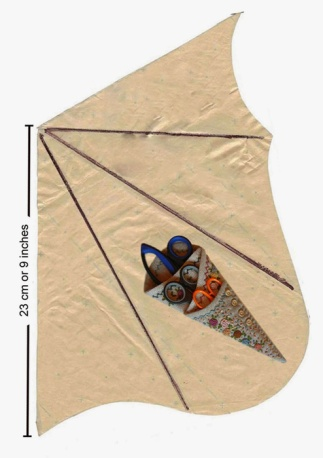 23 cm or 9 inches